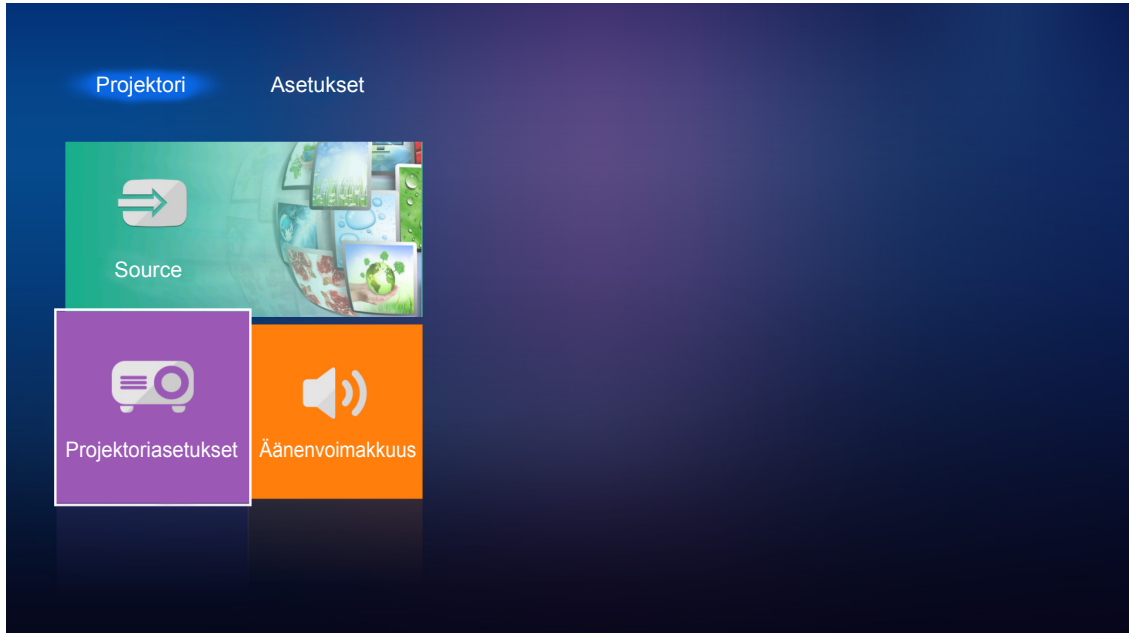 Projektori
Asetukset
Source
Projektoriasetukset
Äänenvoimakkuus